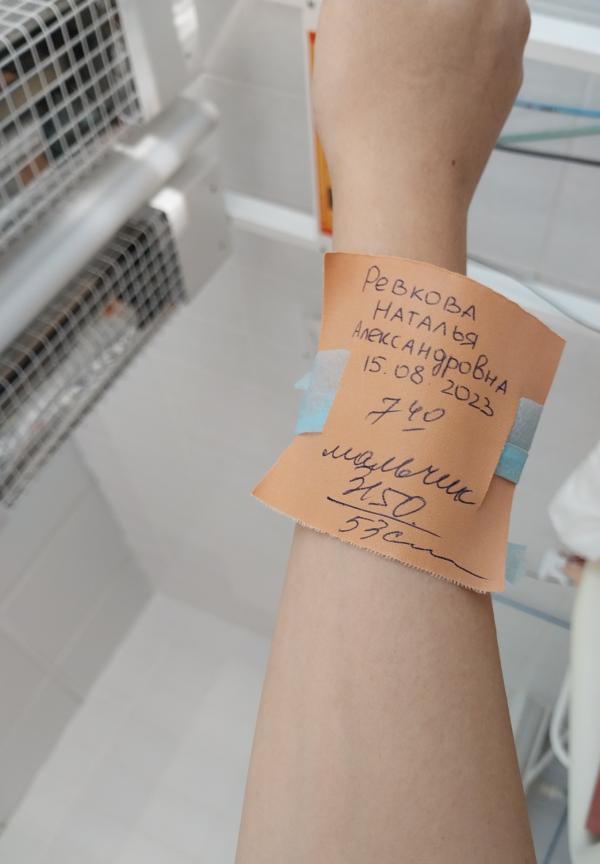 РЕВКОВА
НАТАЛЬЯ
АЛЕКСАНДРОВНА
15.08.2023
7 40
мальчик
3150
53см